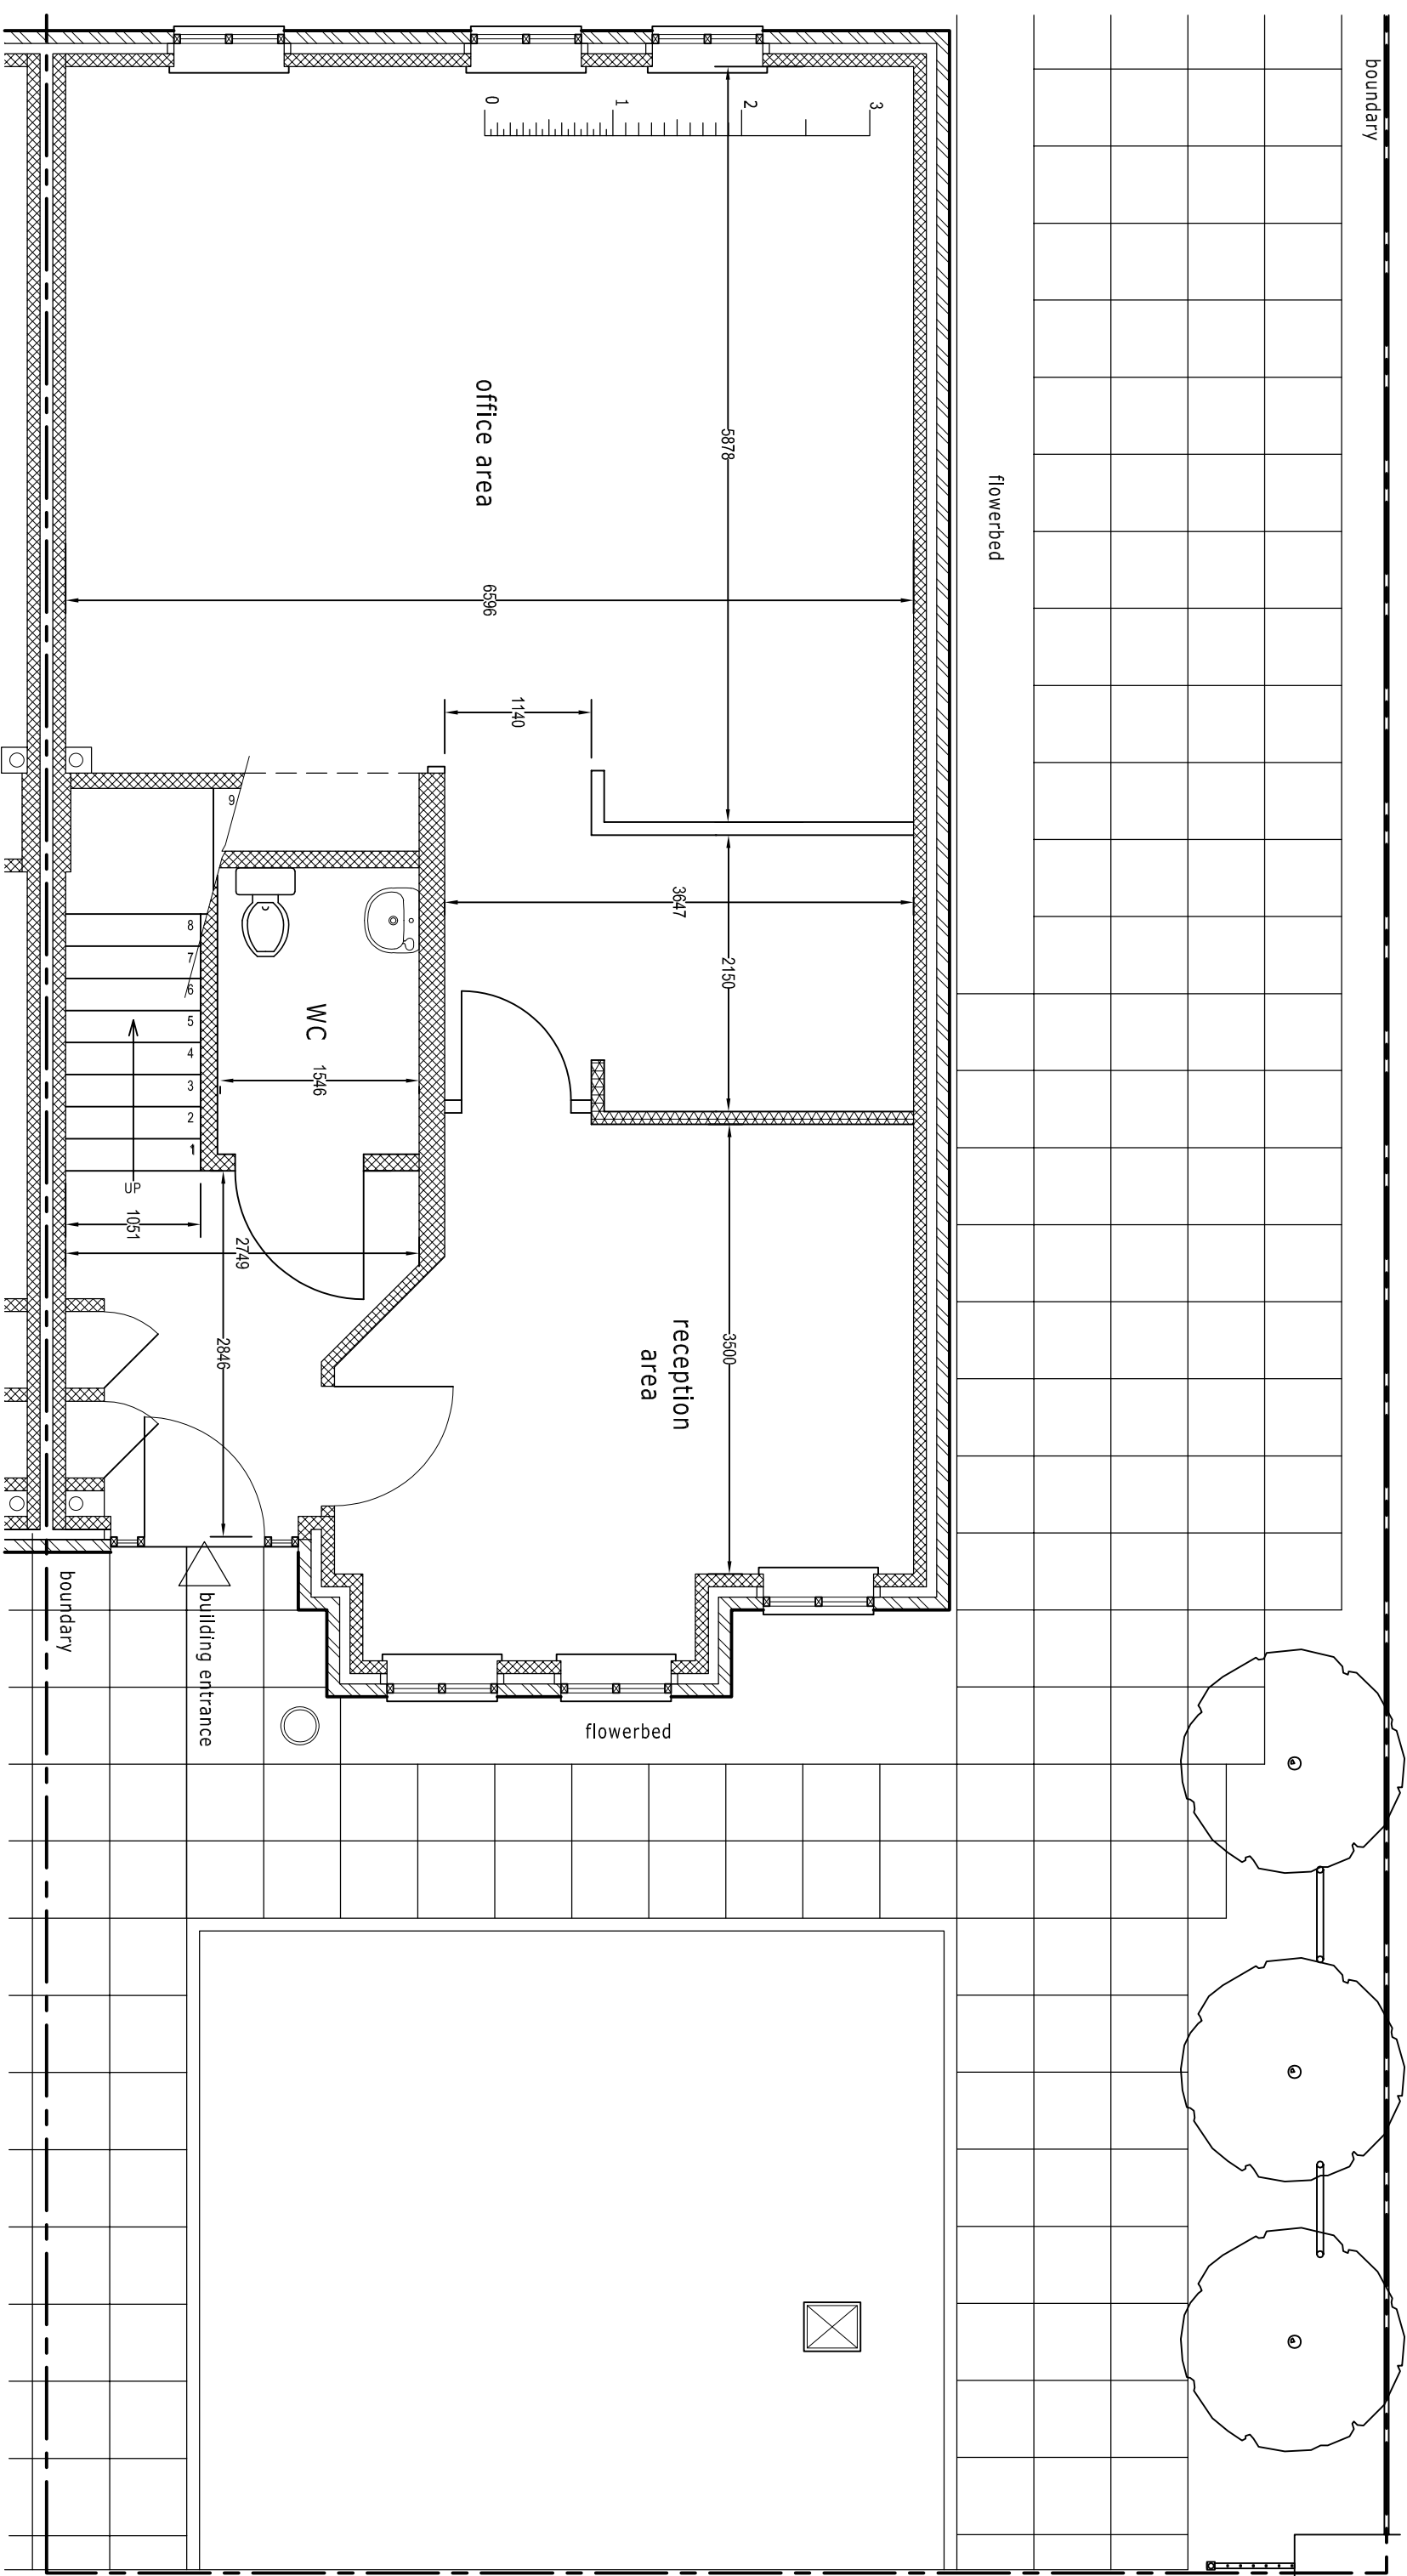 boundary
0 1 2 3
flowerbed
office area
5878
6596
1140
3647
2150
9
8
7
6
5
4
3
2
1
UP
WC
1546
1051
2749
2846
3500
reception
area
boundary
building entrance
flowerbed